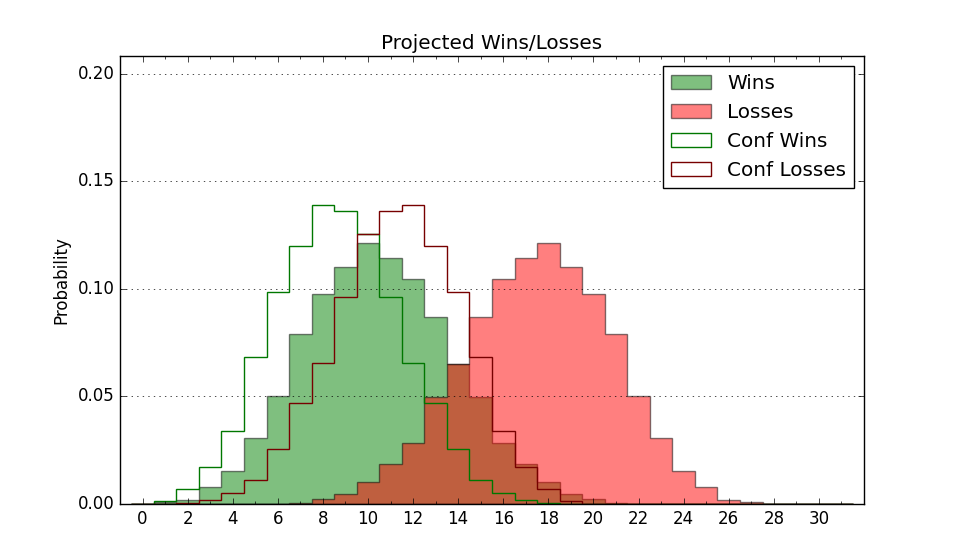 Projected Wins/Losses
0.20
0.15
0.10
0.05
0.00
Probability
Wins
Losses
Conf Wins
Conf Losses
0 2 4 6 8 10 12 14 16 18 20 22 24 26 28 30